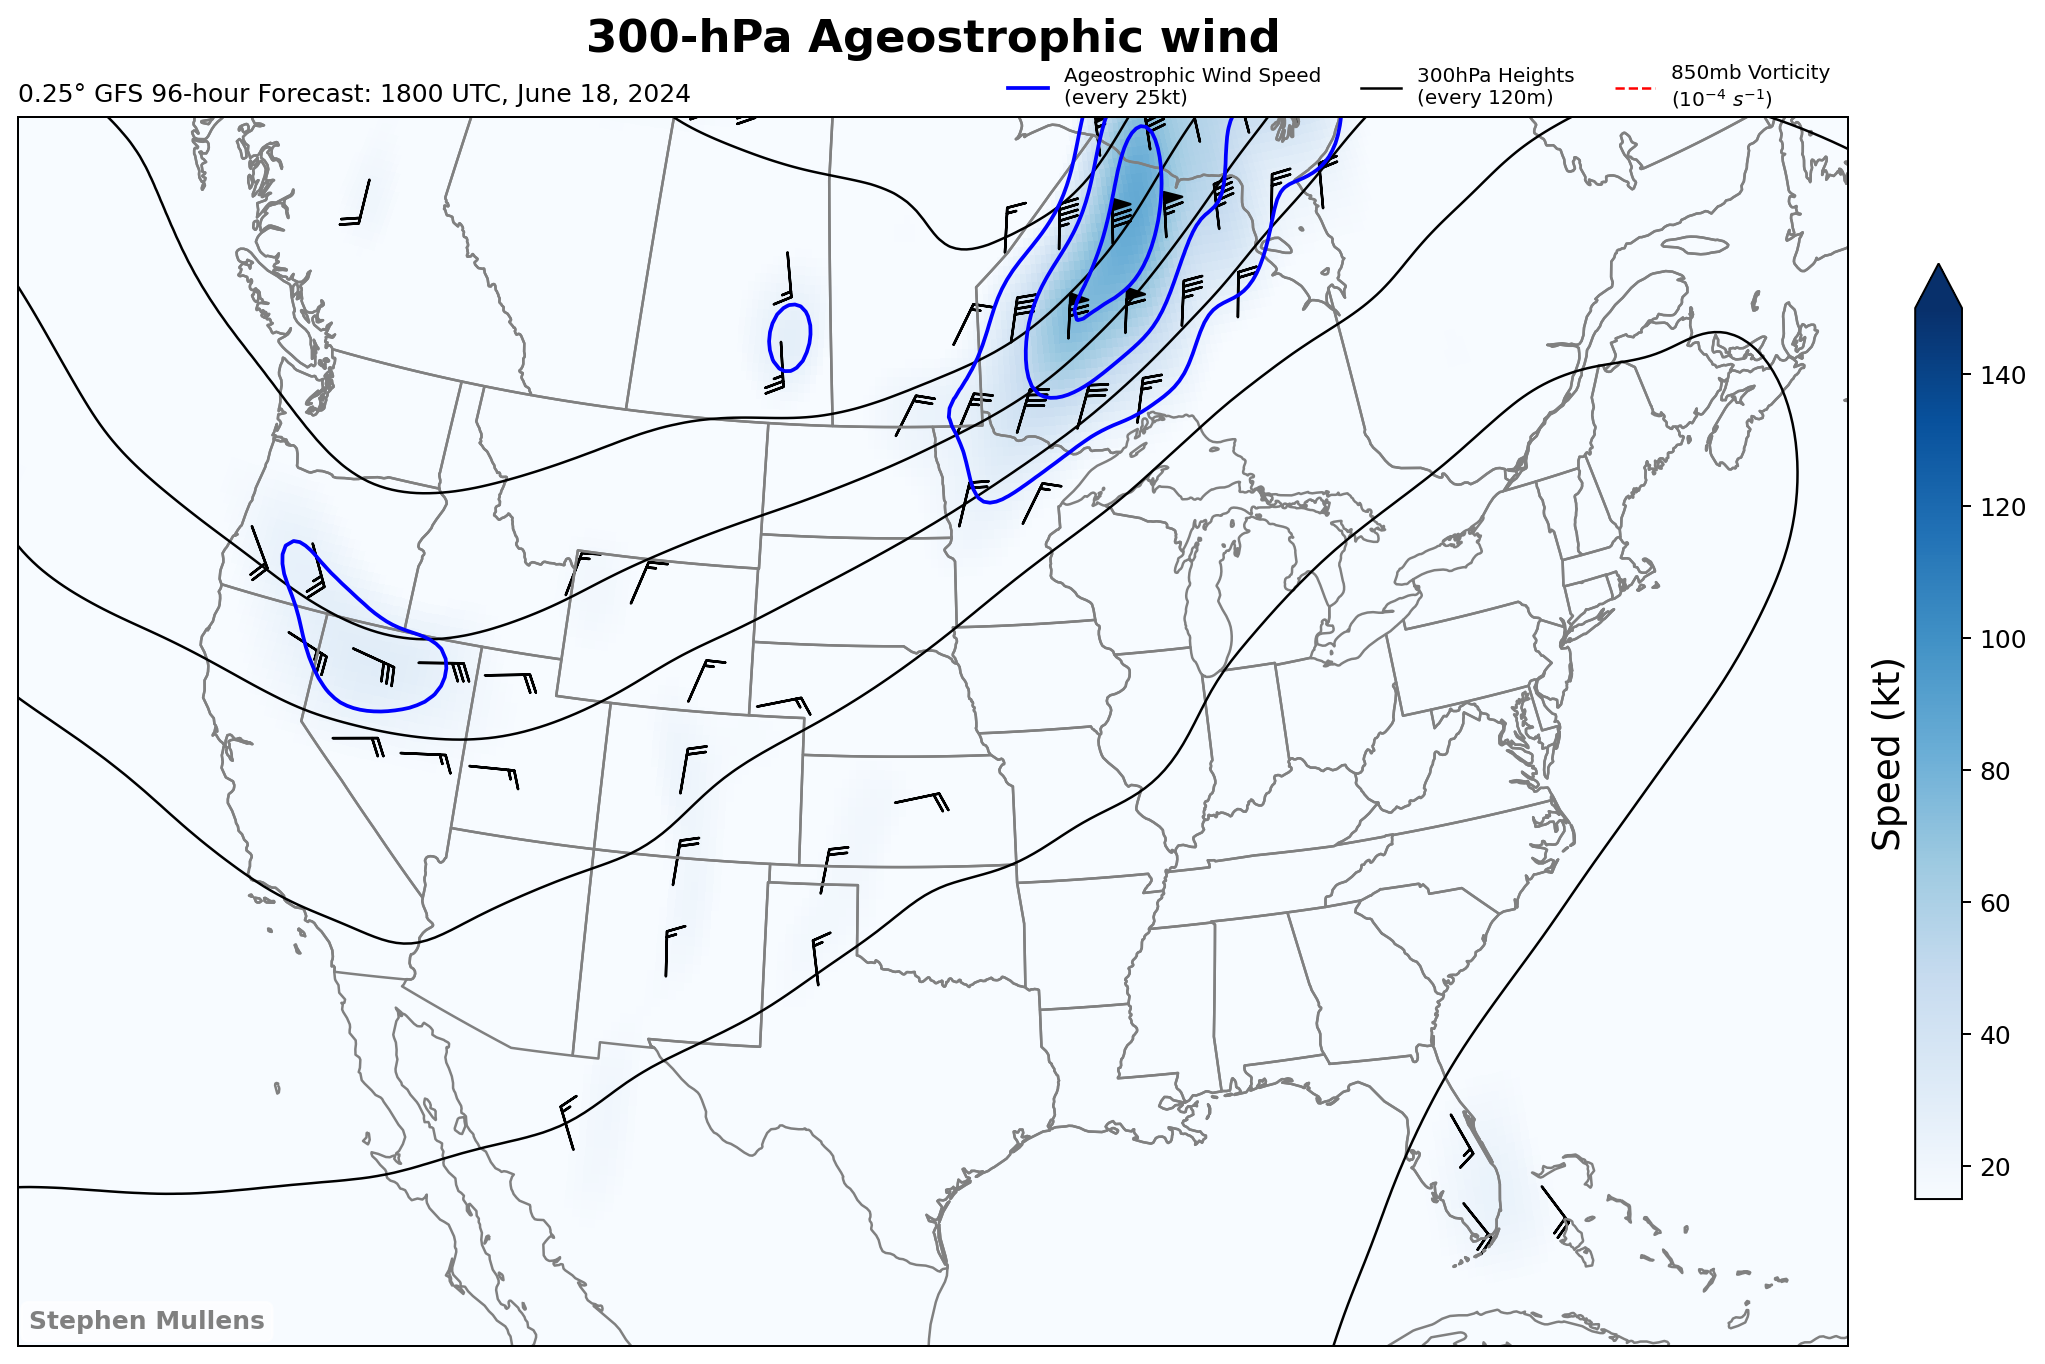 300-hPa Ageostrophic wind
0.25° GFS 96-hour Forecast: 1800 UTC, June 18, 2024
Ageostrophic Wind Speed
(every 25kt)
300hPa Heights
(every 120m)
850mb Vorticity
(10⁻⁴ s⁻¹)
140
120
100
80
60
40
20
Speed (kt)
Stephen Mullens